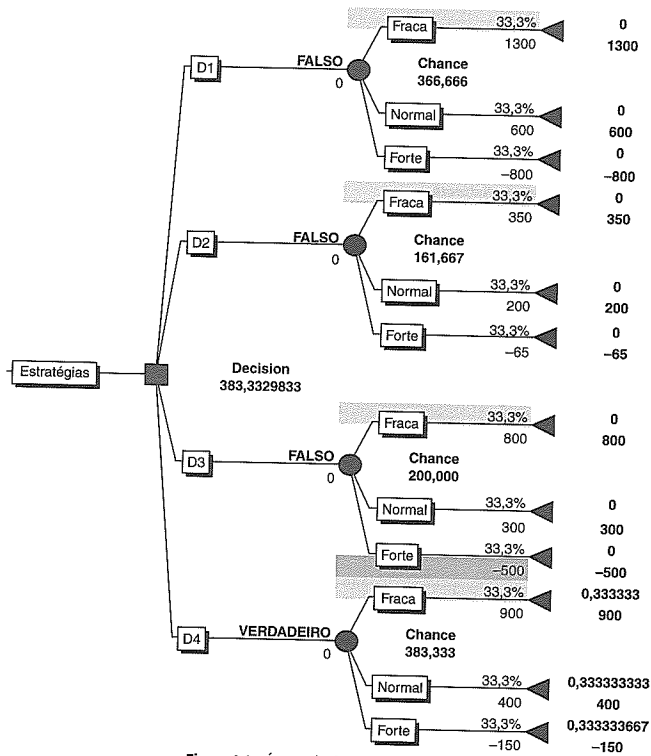 Fraca 33,3% 0
1300 1300
D1 FALSO Chance
0 366,666
Normal 33,3% 0
600 600
Forte 33,3% 0
–800 –800
Fraca 33,3% 0
350 350
D2 FALSO Chance
0 161,667
Normal 33,3% 0
200 200
Forte 33,3% 0
–65 –65
Estratégias Decision
383,3329833
Fraca 33,3% 0
800 800
D3 FALSO Chance
0 200,000
Normal 33,3% 0
300 300
Forte 33,3% 0
–500 –500
Fraca 33,3% 0,333333
900 900
D4 VERDADEIRO Chance
0 383,333
Normal 33,3% 0,333333333
400 400
Forte 33,3% 0,333333667
–150 –150